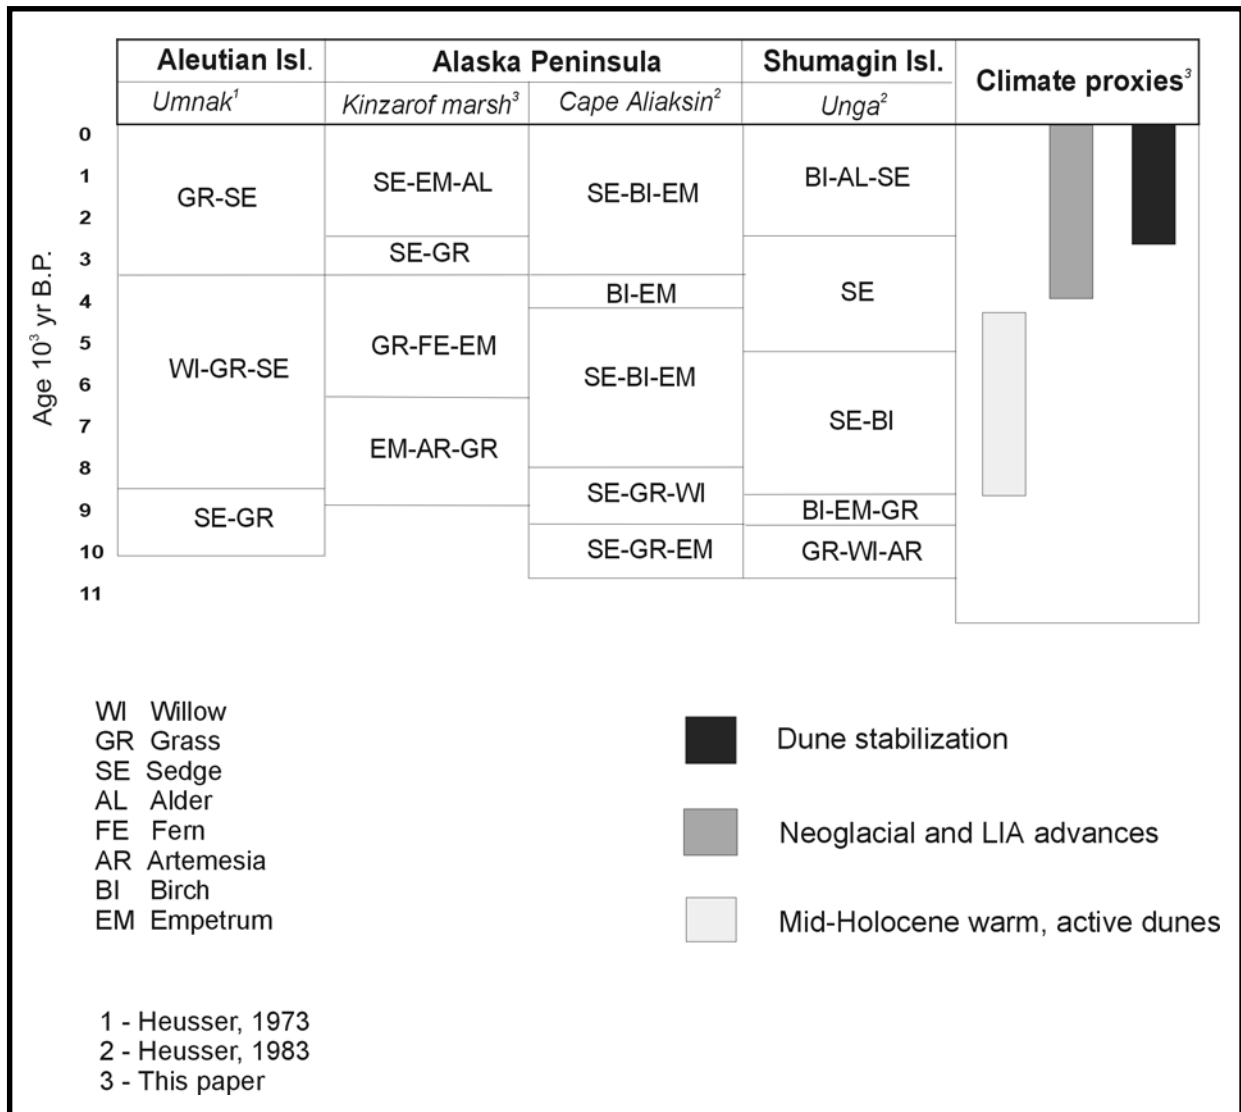 Aleutian Isl.
Alaska Peninsula
Shumagin Isl.
Climate proxies3
Umnak1
Kinzarof marsh3
Cape Aliaksin2
Unga2
Age 103 yr B.P.
0
1
2
3
4
5
6
7
8
9
10
11
GR-SE
WI-GR-SE
SE-GR
SE-EM-AL
SE-GR
GR-FE-EM
EM-AR-GR
SE-BI-EM
BI-EM
SE-BI-EM
SE-GR-WI
SE-GR-EM
BI-AL-SE
SE
SE-BI
BI-EM-GR
GR-WI-AR
WI Willow
GR Grass
SE Sedge
AL Alder
FE Fern
AR Artemesia
BI Birch
EM Empetrum
Dune stabilization
Neoglacial and LIA advances
Mid-Holocene warm, active dunes
1 - Heusser, 1973
2 - Heusser, 1983
3 - This paper